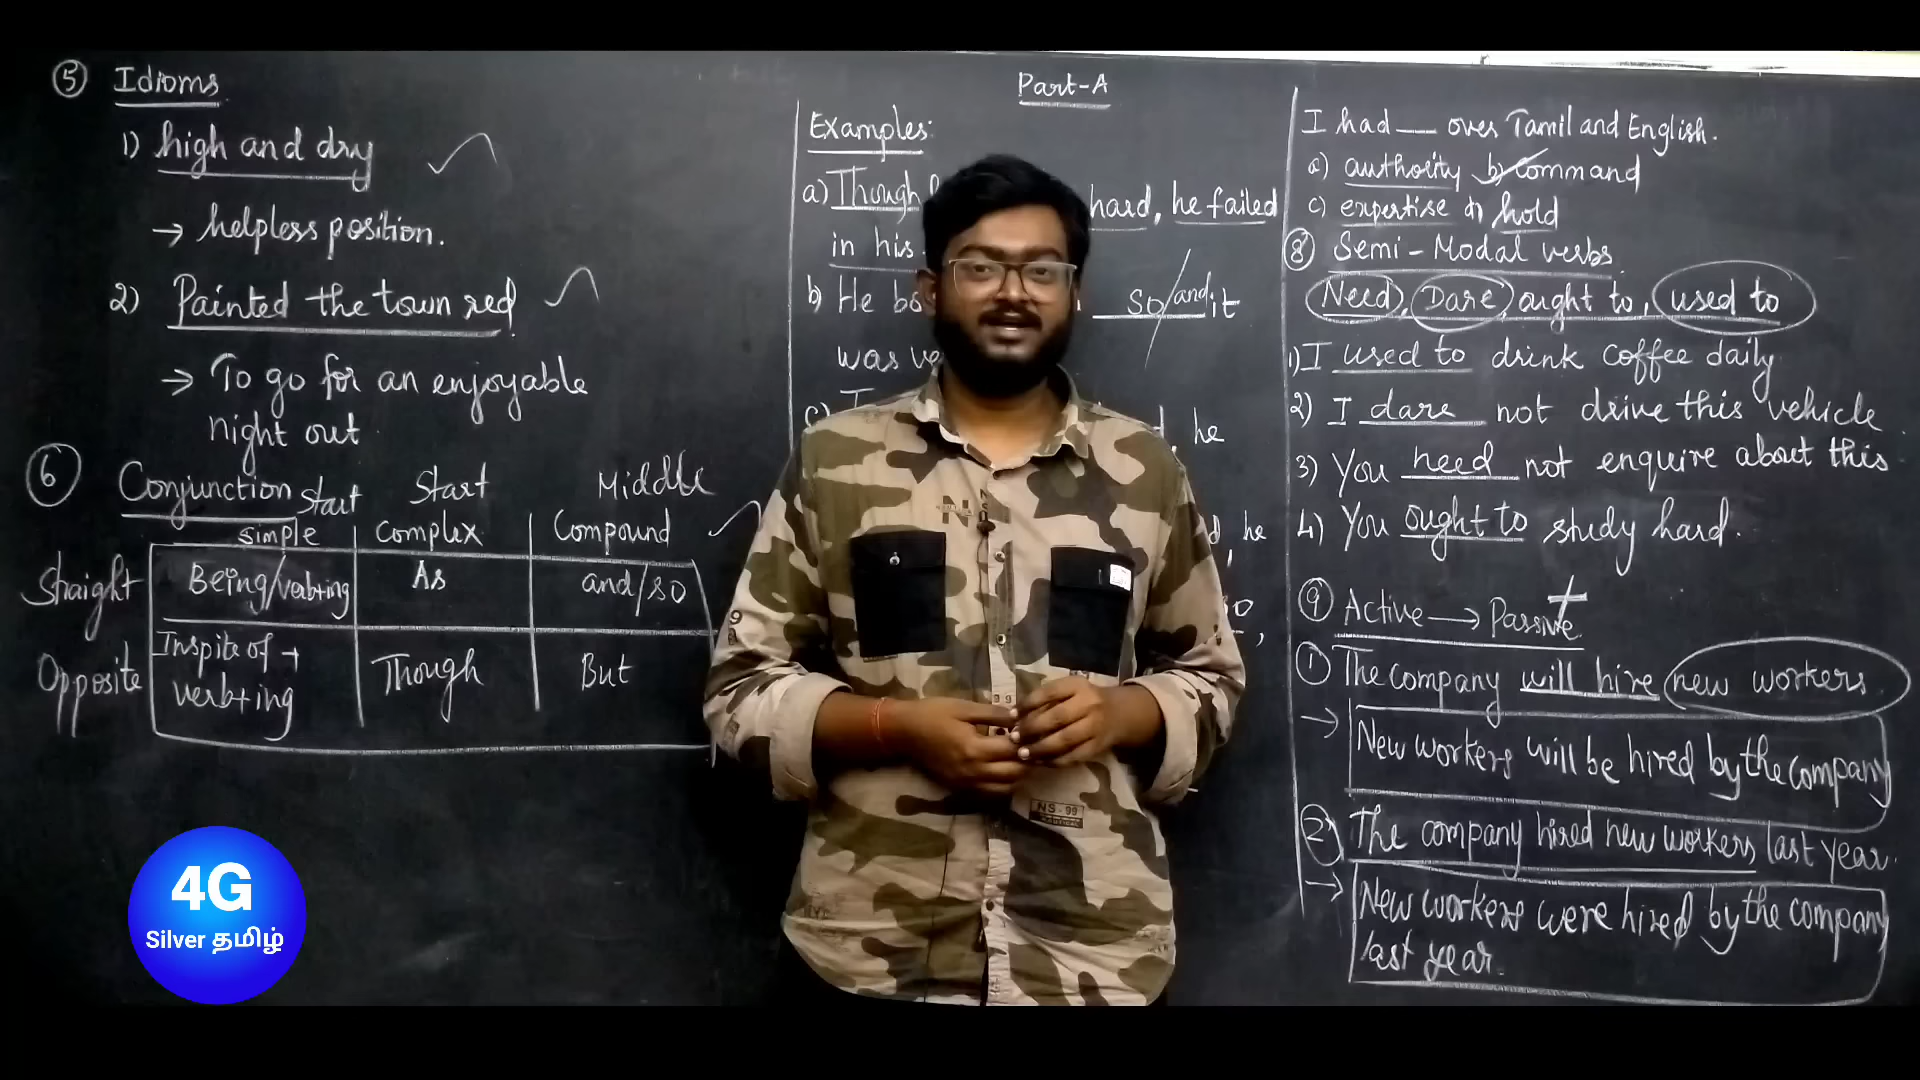 5 Idioms
1) high and dry
→ helpless position.
2) Painted the town red
→ To go for an enjoyable
night out
6 Conjunction
Start Start Middle
simple complex Compound
Straight Being/verb+ing As and/so
Opposite Inspite of + verb+ing Though But
Part-A
Examples:
a) Though hard, he failed
in his
b) He so/and it
was
c) , he
, he
I had __ over Tamil and English.
a) authority b) command
c) expertise d) hold
8 Semi-Modal verbs
Need, Dare, ought to, used to
1) I used to drink coffee daily
2) I dare not drive this vehicle
3) You need not enquire about this
4) You ought to study hard.
9 Active → Passive
1 The company will hire new workers.
→ New workers will be hired by the company
2 The company hired new workers last year.
→ New workers were hired by the company
last year.
NS-99
4G
Silver தமிழ்